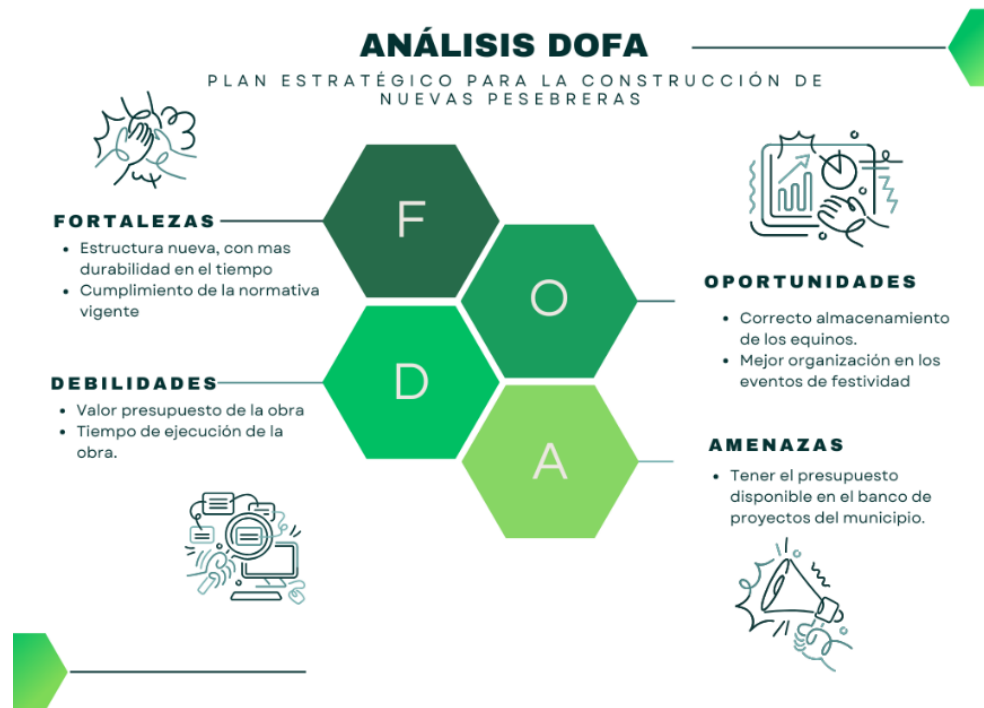 ANÁLISIS DOFA
PLAN ESTRATÉGICO PARA LA CONSTRUCCIÓN DE
NUEVAS PESEBRERAS
F
O
D
A
FORTALEZAS
• Estructura nueva, con mas
durabilidad en el tiempo
• Cumplimiento de la normativa
vigente
OPORTUNIDADES
• Correcto almacenamiento
de los equinos.
• Mejor organización en los
eventos de festividad
DEBILIDADES
• Valor presupuesto de la obra
• Tiempo de ejecución de la
obra.
AMENAZAS
• Tener el presupuesto
disponible en el banco de
proyectos del municipio.